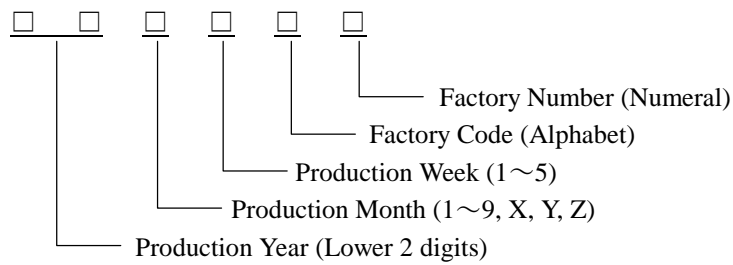 □ □ □ □ □ □
Factory Number (Numeral)
Factory Code (Alphabet)
Production Week (1～5)
Production Month (1～9, X, Y, Z)
Production Year (Lower 2 digits)